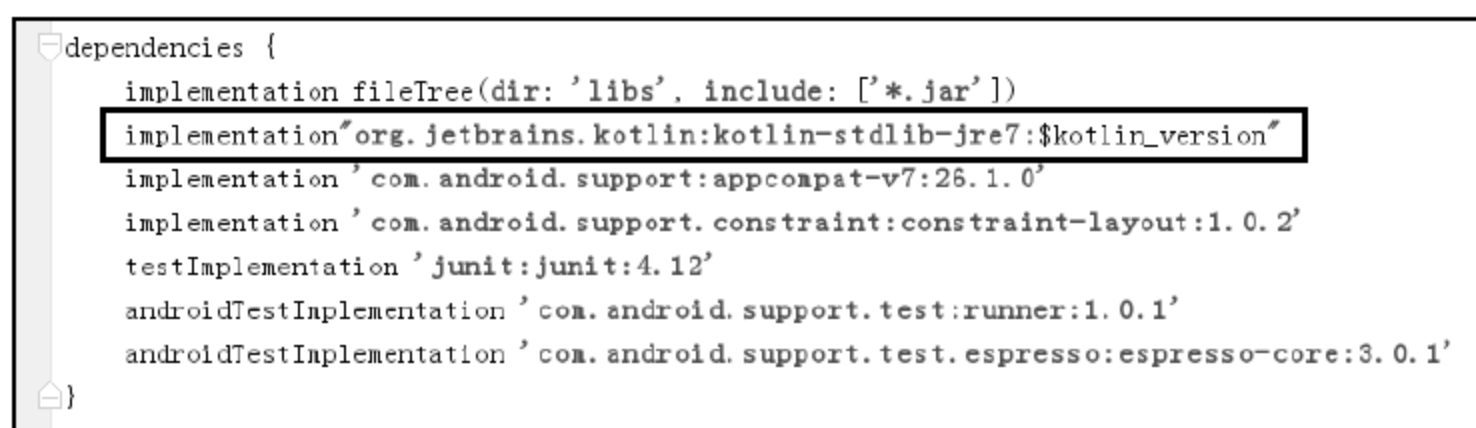 dependencies {
implementation fileTree(dir: 'libs', include: ['*.jar'])
implementation"org.jetbrains.kotlin:kotlin-stdlib-jre7:$kotlin_version"
implementation 'com.android.support:appcompat-v7:26.1.0'
implementation 'com.android.support.constraint:constraint-layout:1.0.2'
testImplementation 'junit:junit:4.12'
androidTestImplementation 'com.android.support.test:runner:1.0.1'
androidTestImplementation 'com.android.support.test.espresso:espresso-core:3.0.1'
}